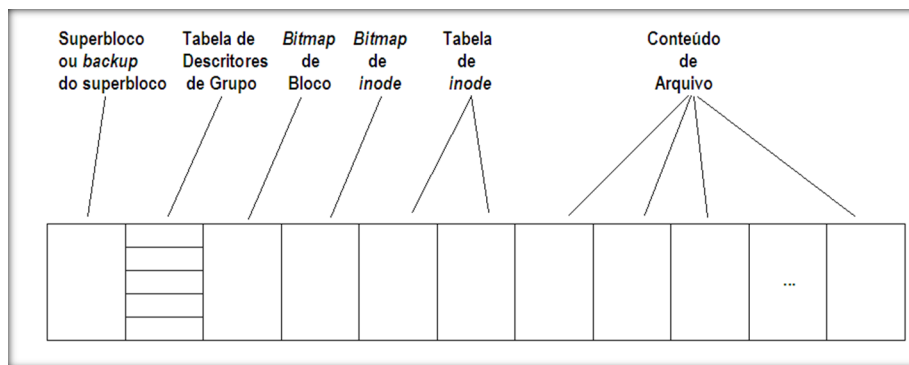 Superbloco
ou backup
do superbloco
Tabela de
Descritores
de Grupo
Bitmap
de
Bloco
Bitmap
de
inode
Tabela
de
inode
Conteúdo
de
Arquivo
...